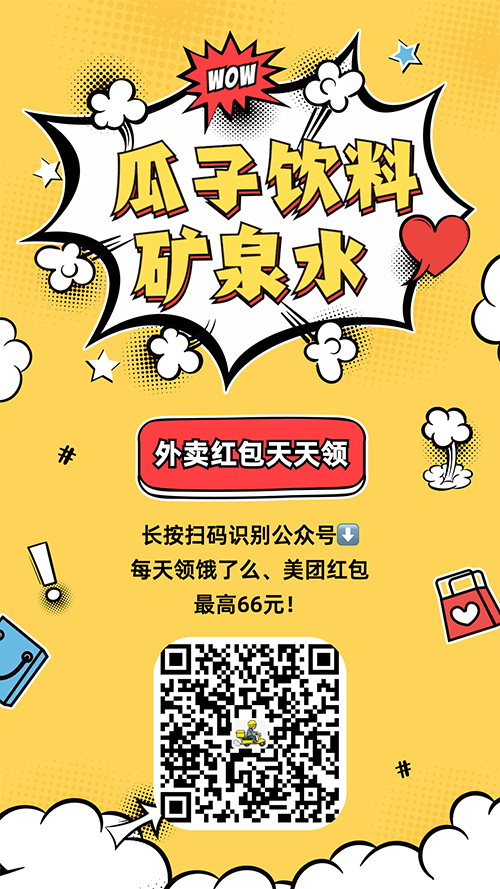 WOW
瓜子饮料
矿泉水
外卖红包天天领
长按扫码识别公众号⬇️
每天领饿了么、美团红包
最高66元！